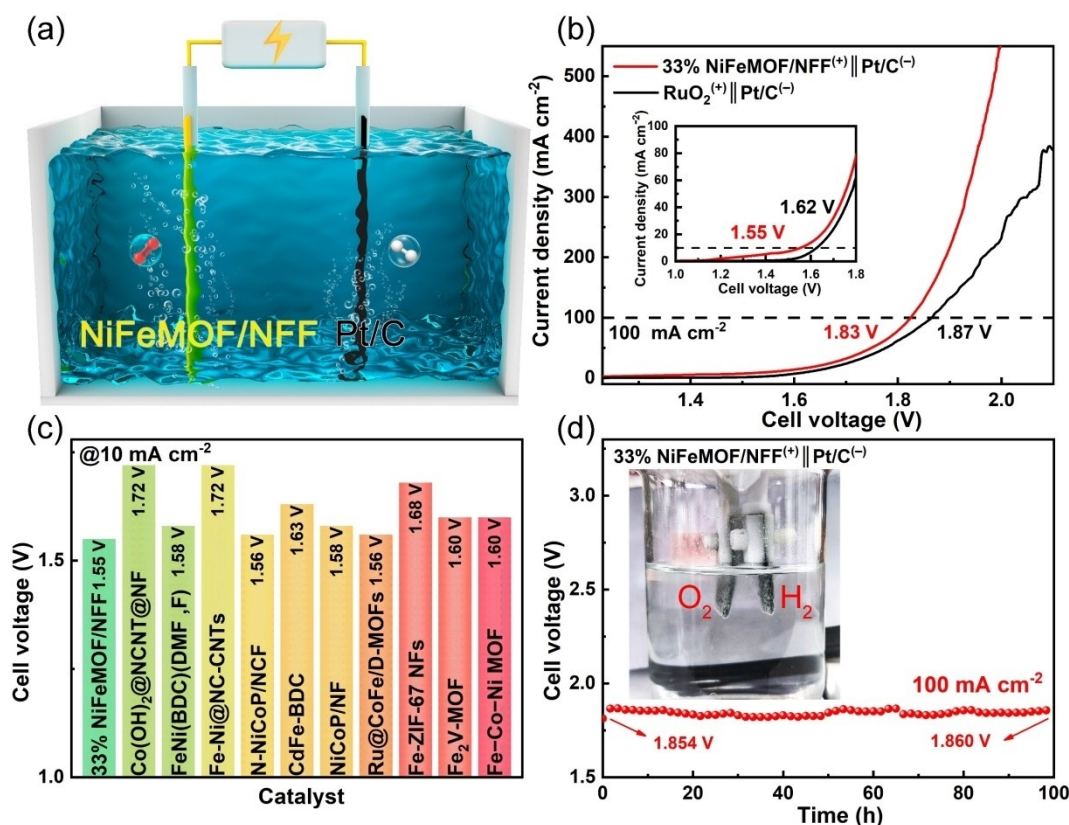 (a)
NiFeMOF/NFF Pt/C
(b)
33% NiFeMOF/NFF⁽⁺⁾||Pt/C⁽⁻⁾
RuO₂⁽⁺⁾||Pt/C⁽⁻⁾
Current density (mA cm⁻²)
500
400
300
200
100
0
100 mA cm⁻²
1.83 V
1.87 V
1.4 1.6 1.8 2.0
Cell voltage (V)
Current density (mA cm⁻²)
100
80
60
40
20
0
1.55 V
1.62 V
1.0 1.2 1.4 1.6 1.8
Cell voltage (V)
(c)
@10 mA cm⁻²
Cell voltage (V)
1.5
1.0
33% NiFeMOF/NFF 1.55 V
Co(OH)₂@NCNT@NF 1.72 V
FeNi(BDC)(DMF ,F) 1.58 V
Fe-Ni@NC-CNTs 1.72 V
N-NiCoP/NCF 1.56 V
CdFe-BDC 1.63 V
NiCoP/NF 1.58 V
Ru@CoFe/D-MOFs 1.56 V
Fe-ZIF-67 NFs 1.68 V
Fe₂V-MOF 1.60 V
Fe−Co−Ni MOF 1.60 V
Catalyst
(d)
33% NiFeMOF/NFF⁽⁺⁾||Pt/C⁽⁻⁾
Cell voltage (V)
3.0
2.5
2.0
1.5
O₂ H₂
100 mA cm⁻²
1.854 V
1.860 V
0 20 40 60 80 100
Time (h)